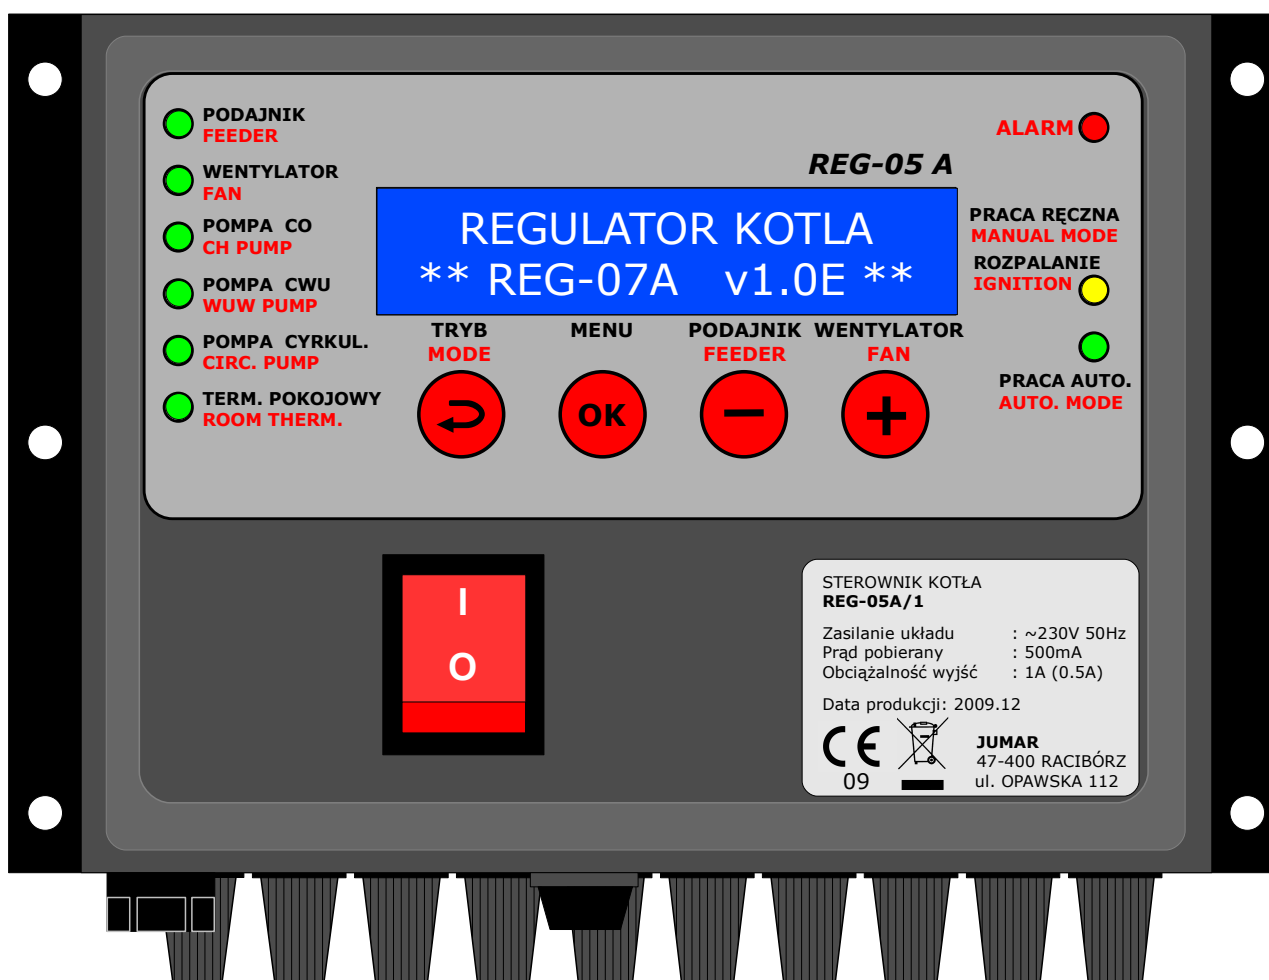 PODAJNIK
FEEDER
WENTYLATOR
FAN
POMPA CO
CH PUMP
POMPA CWU
WUW PUMP
POMPA CYRKUL.
CIRC. PUMP
TERM. POKOJOWY
ROOM THERM.
ALARM
REG-05 A
REGULATOR KOTLA
** REG-07A v1.0E **
PRACA RĘCZNA
MANUAL MODE
ROZPALANIE
IGNITION
PRACA AUTO.
AUTO. MODE
TRYB
MODE
MENU
PODAJNIK
FEEDER
WENTYLATOR
FAN
OK
I
O
STEROWNIK KOTŁA
REG-05A/1
Zasilanie układu : ~230V 50Hz
Prąd pobierany : 500mA
Obciążalność wyjść : 1A (0.5A)
Data produkcji: 2009.12
CE
09
JUMAR
47-400 RACIBÓRZ
ul. OPAWSKA 112